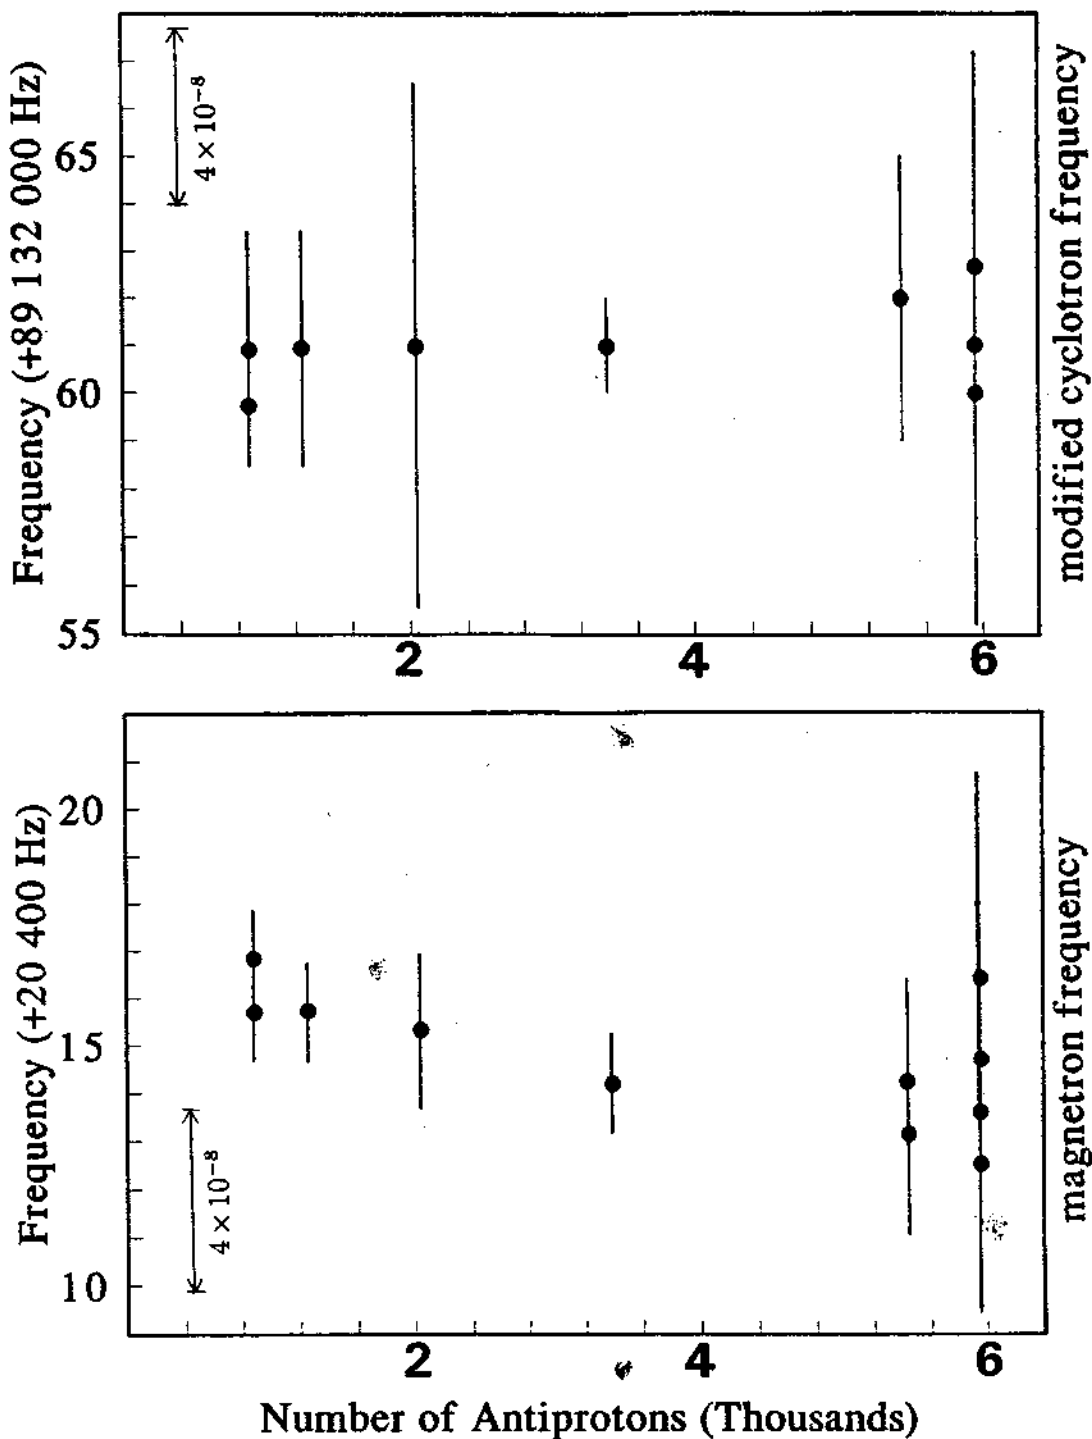 Frequency (+89 132 000 Hz)
65
60
55
4 × 10⁻⁸
modified cyclotron frequency
2 4 6
Frequency (+20 400 Hz)
20
15
10
4 × 10⁻⁸
magnetron frequency
2 4 6
Number of Antiprotons (Thousands)